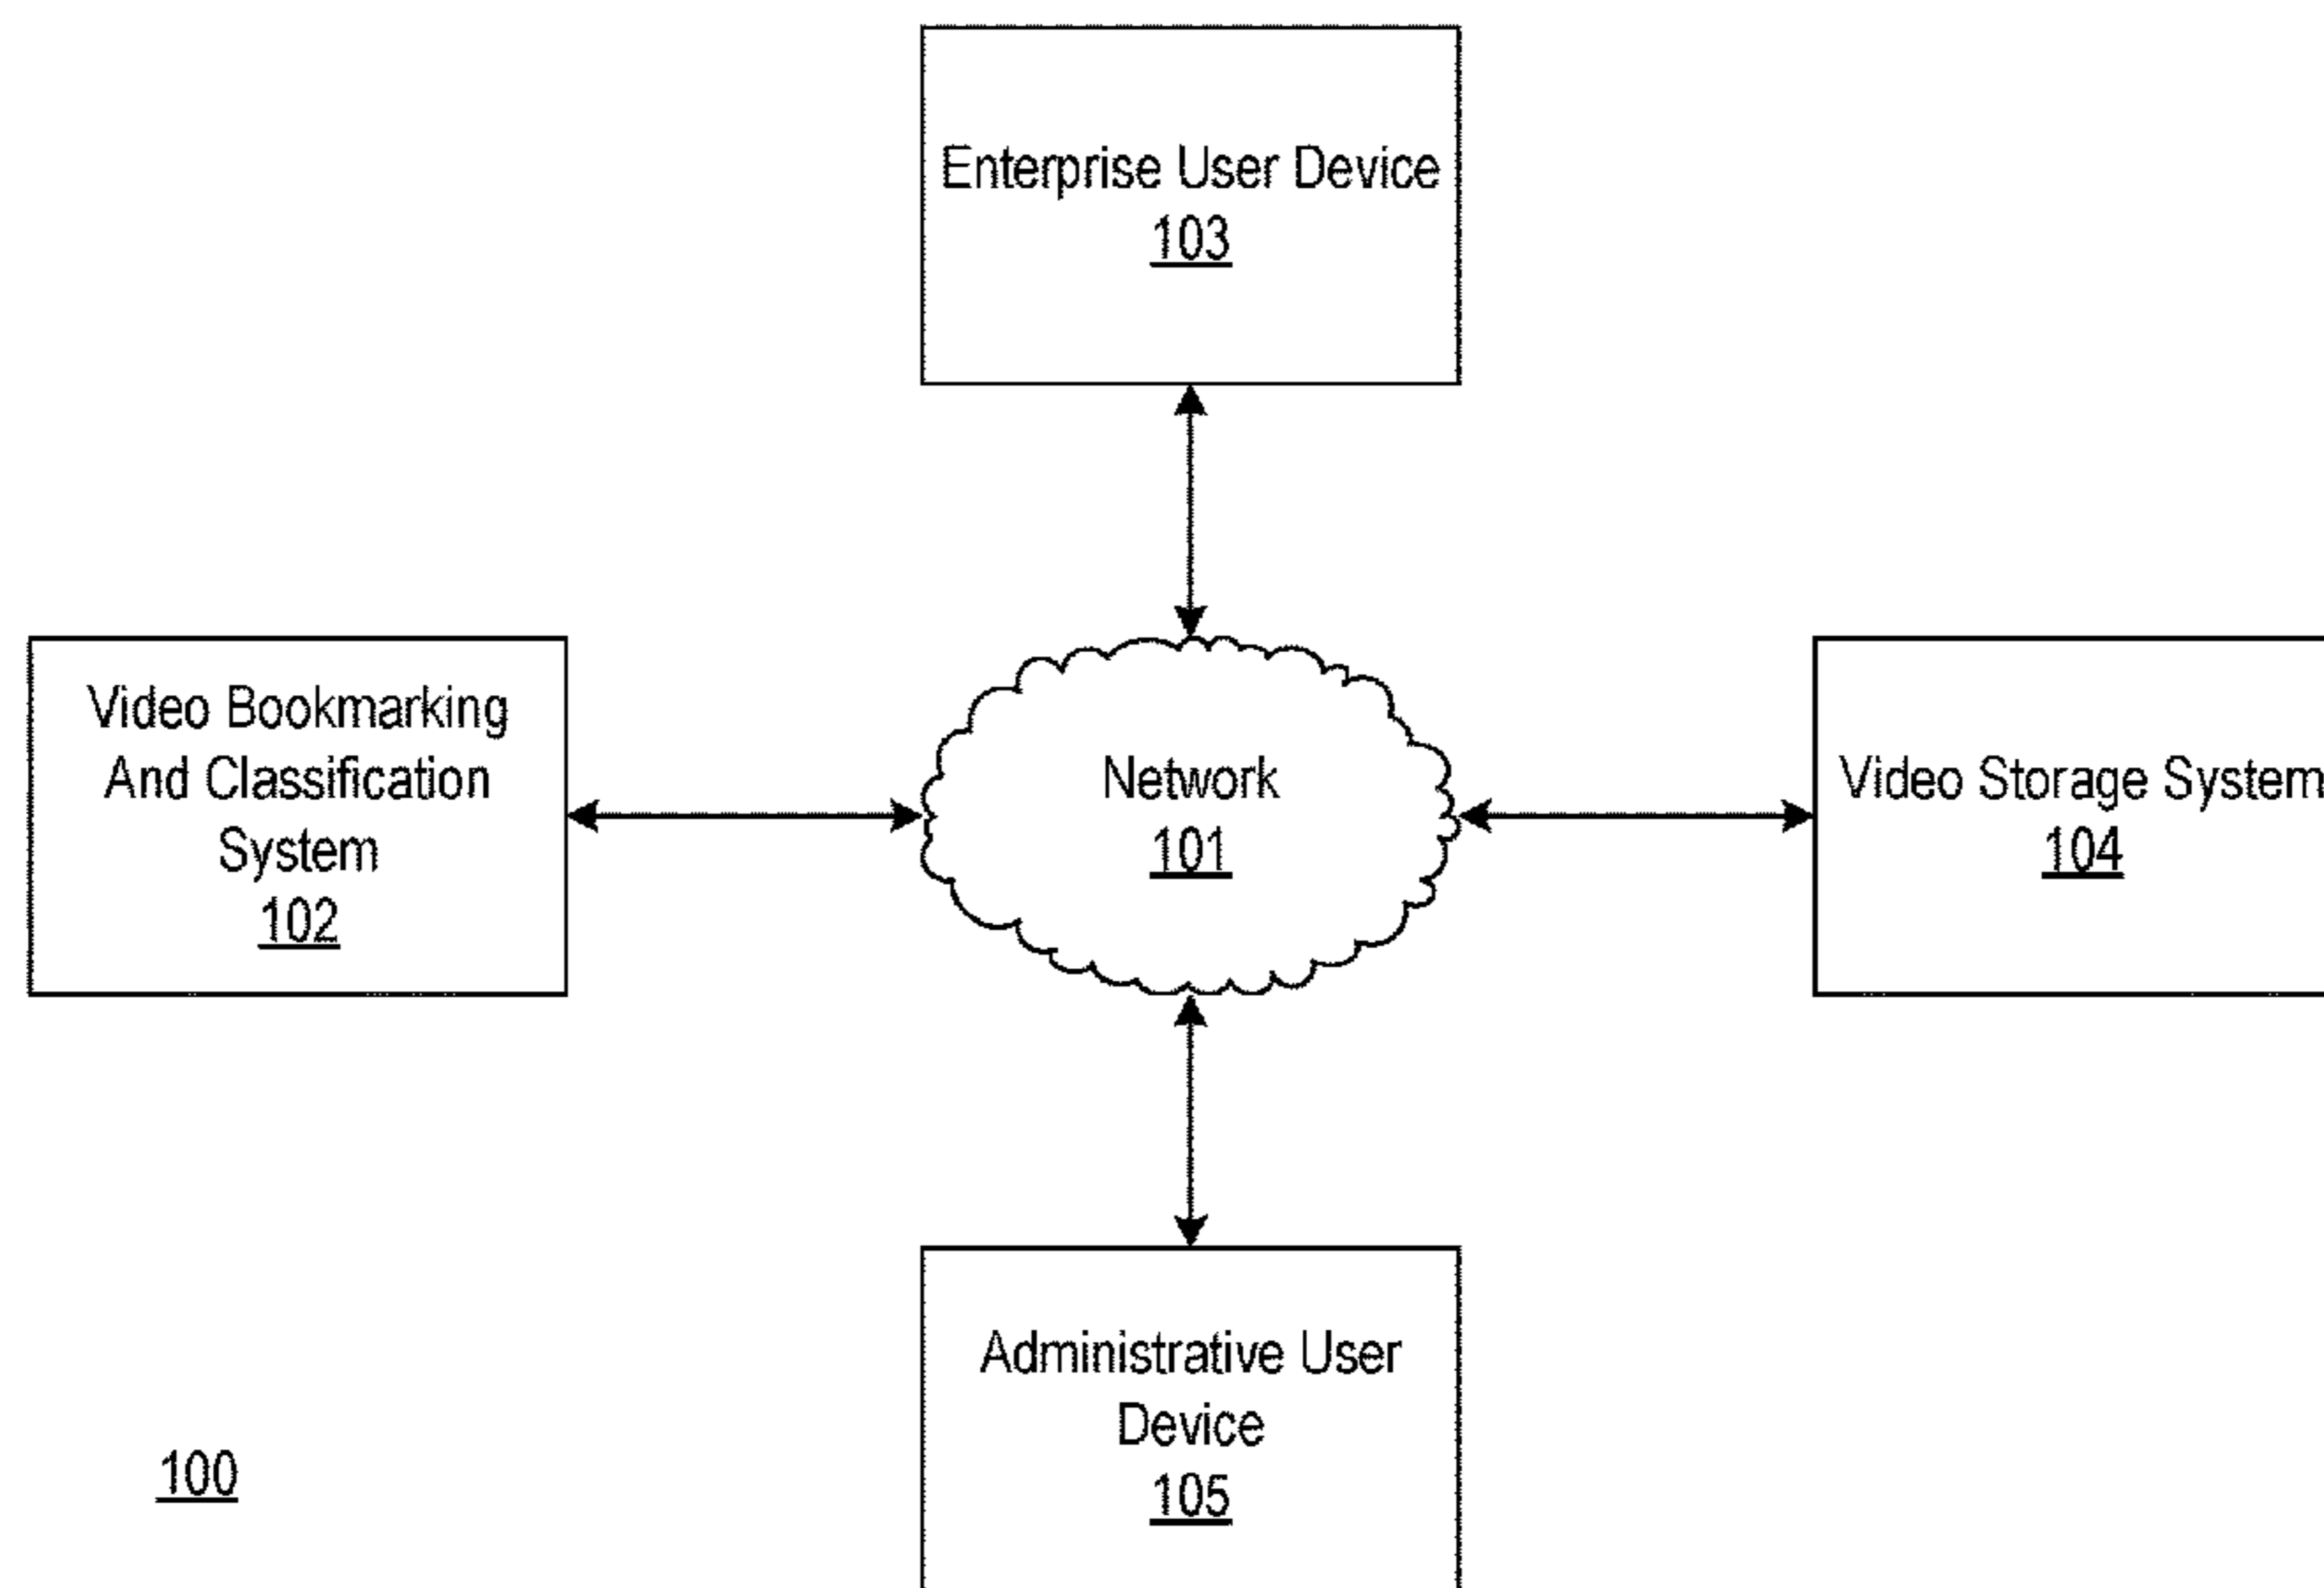 Enterprise User Device
103
Video Bookmarking
And Classification
System
102
Network
101
Video Storage System
104
Administrative User
Device
105
100